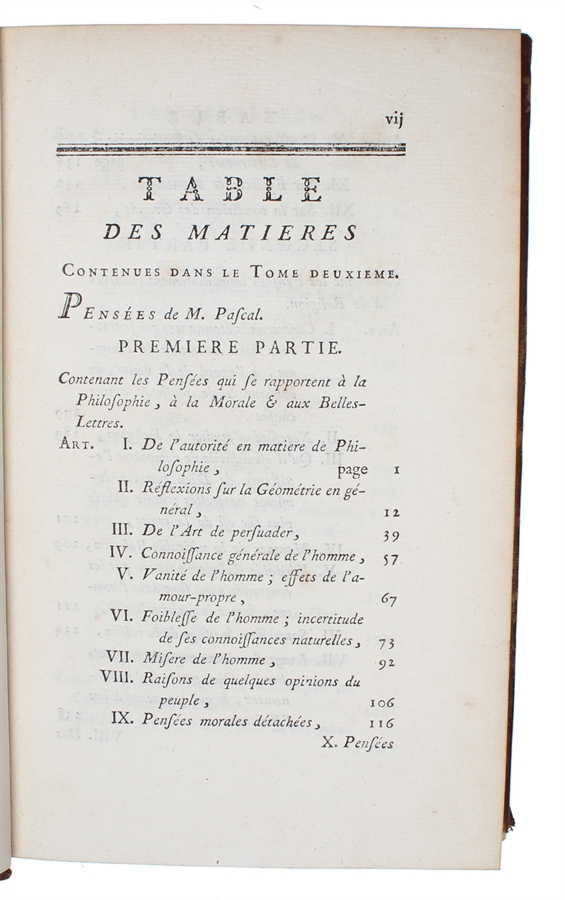 vij
TABLE
DES MATIERES
CONTENUES DANS LE TOME DEUXIEME.
PENSÉES de M. Paſcal.
PREMIERE PARTIE.
Contenant les Penſées qui ſe rapportent à la
Philoſophie, à la Morale & aux Belles-
Lettres.
ART. I. De l'autorité en matiere de Phi-
loſophie, page 1
II. Réflexions ſur la Géométrie en gé-
néral, 12
III. De l'Art de perſuader, 39
IV. Connoiſſance générale de l'homme, 57
V. Vanité de l'homme ; effets de l'a-
mour-propre, 67
VI. Foibleſſe de l'homme ; incertitude
de ſes connoiſſances naturelles, 73
VII. Miſere de l'homme, 92
VIII. Raiſons de quelques opinions du
peuple, 106
IX. Penſées morales détachées, 116
X. Penſées